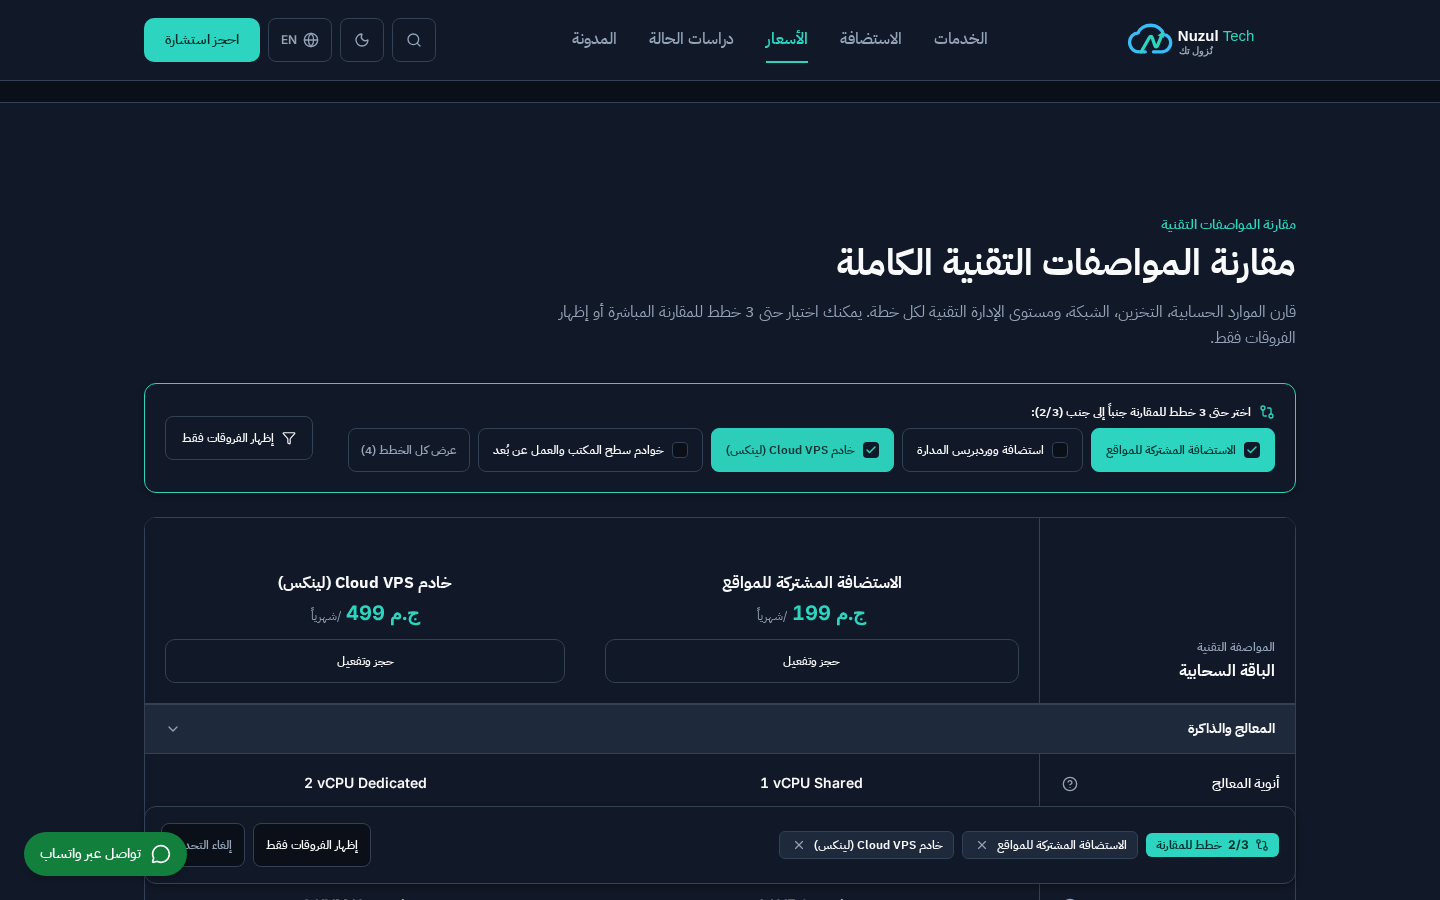 Nuzul Tech
نُزول تك
الخدمات
الاستضافة
الأسعار
دراسات الحالة
المدونة
EN
احجز استشارة
مقارنة المواصفات التقنية
مقارنة المواصفات التقنية الكاملة
قارن الموارد الحسابية، التخزين، الشبكة، ومستوى الإدارة التقنية لكل خطة. يمكنك اختيار حتى 3 خطط للمقارنة المباشرة أو إظهار
الفروقات فقط.
اختر حتى 3 خطط للمقارنة جنباً إلى جنب (2/3):
الاستضافة المشتركة للمواقع
استضافة ووردبريس المدارة
خادم Cloud VPS (لينكس)
خوادم سطح المكتب والعمل عن بُعد
عرض كل الخطط (4)
إظهار الفروقات فقط
المواصفة التقنية
الباقة السحابية
الاستضافة المشتركة للمواقع
ج.م 199 /شهرياً
حجز وتفعيل
خادم Cloud VPS (لينكس)
ج.م 499 /شهرياً
حجز وتفعيل
المعالج والذاكرة
أنوية المعالج
1 vCPU Shared
2 vCPU Dedicated
2/3 خطط للمقارنة
الاستضافة المشتركة للمواقع
خادم Cloud VPS (لينكس)
إظهار الفروقات فقط
إلغاء التحد
تواصل عبر واتساب